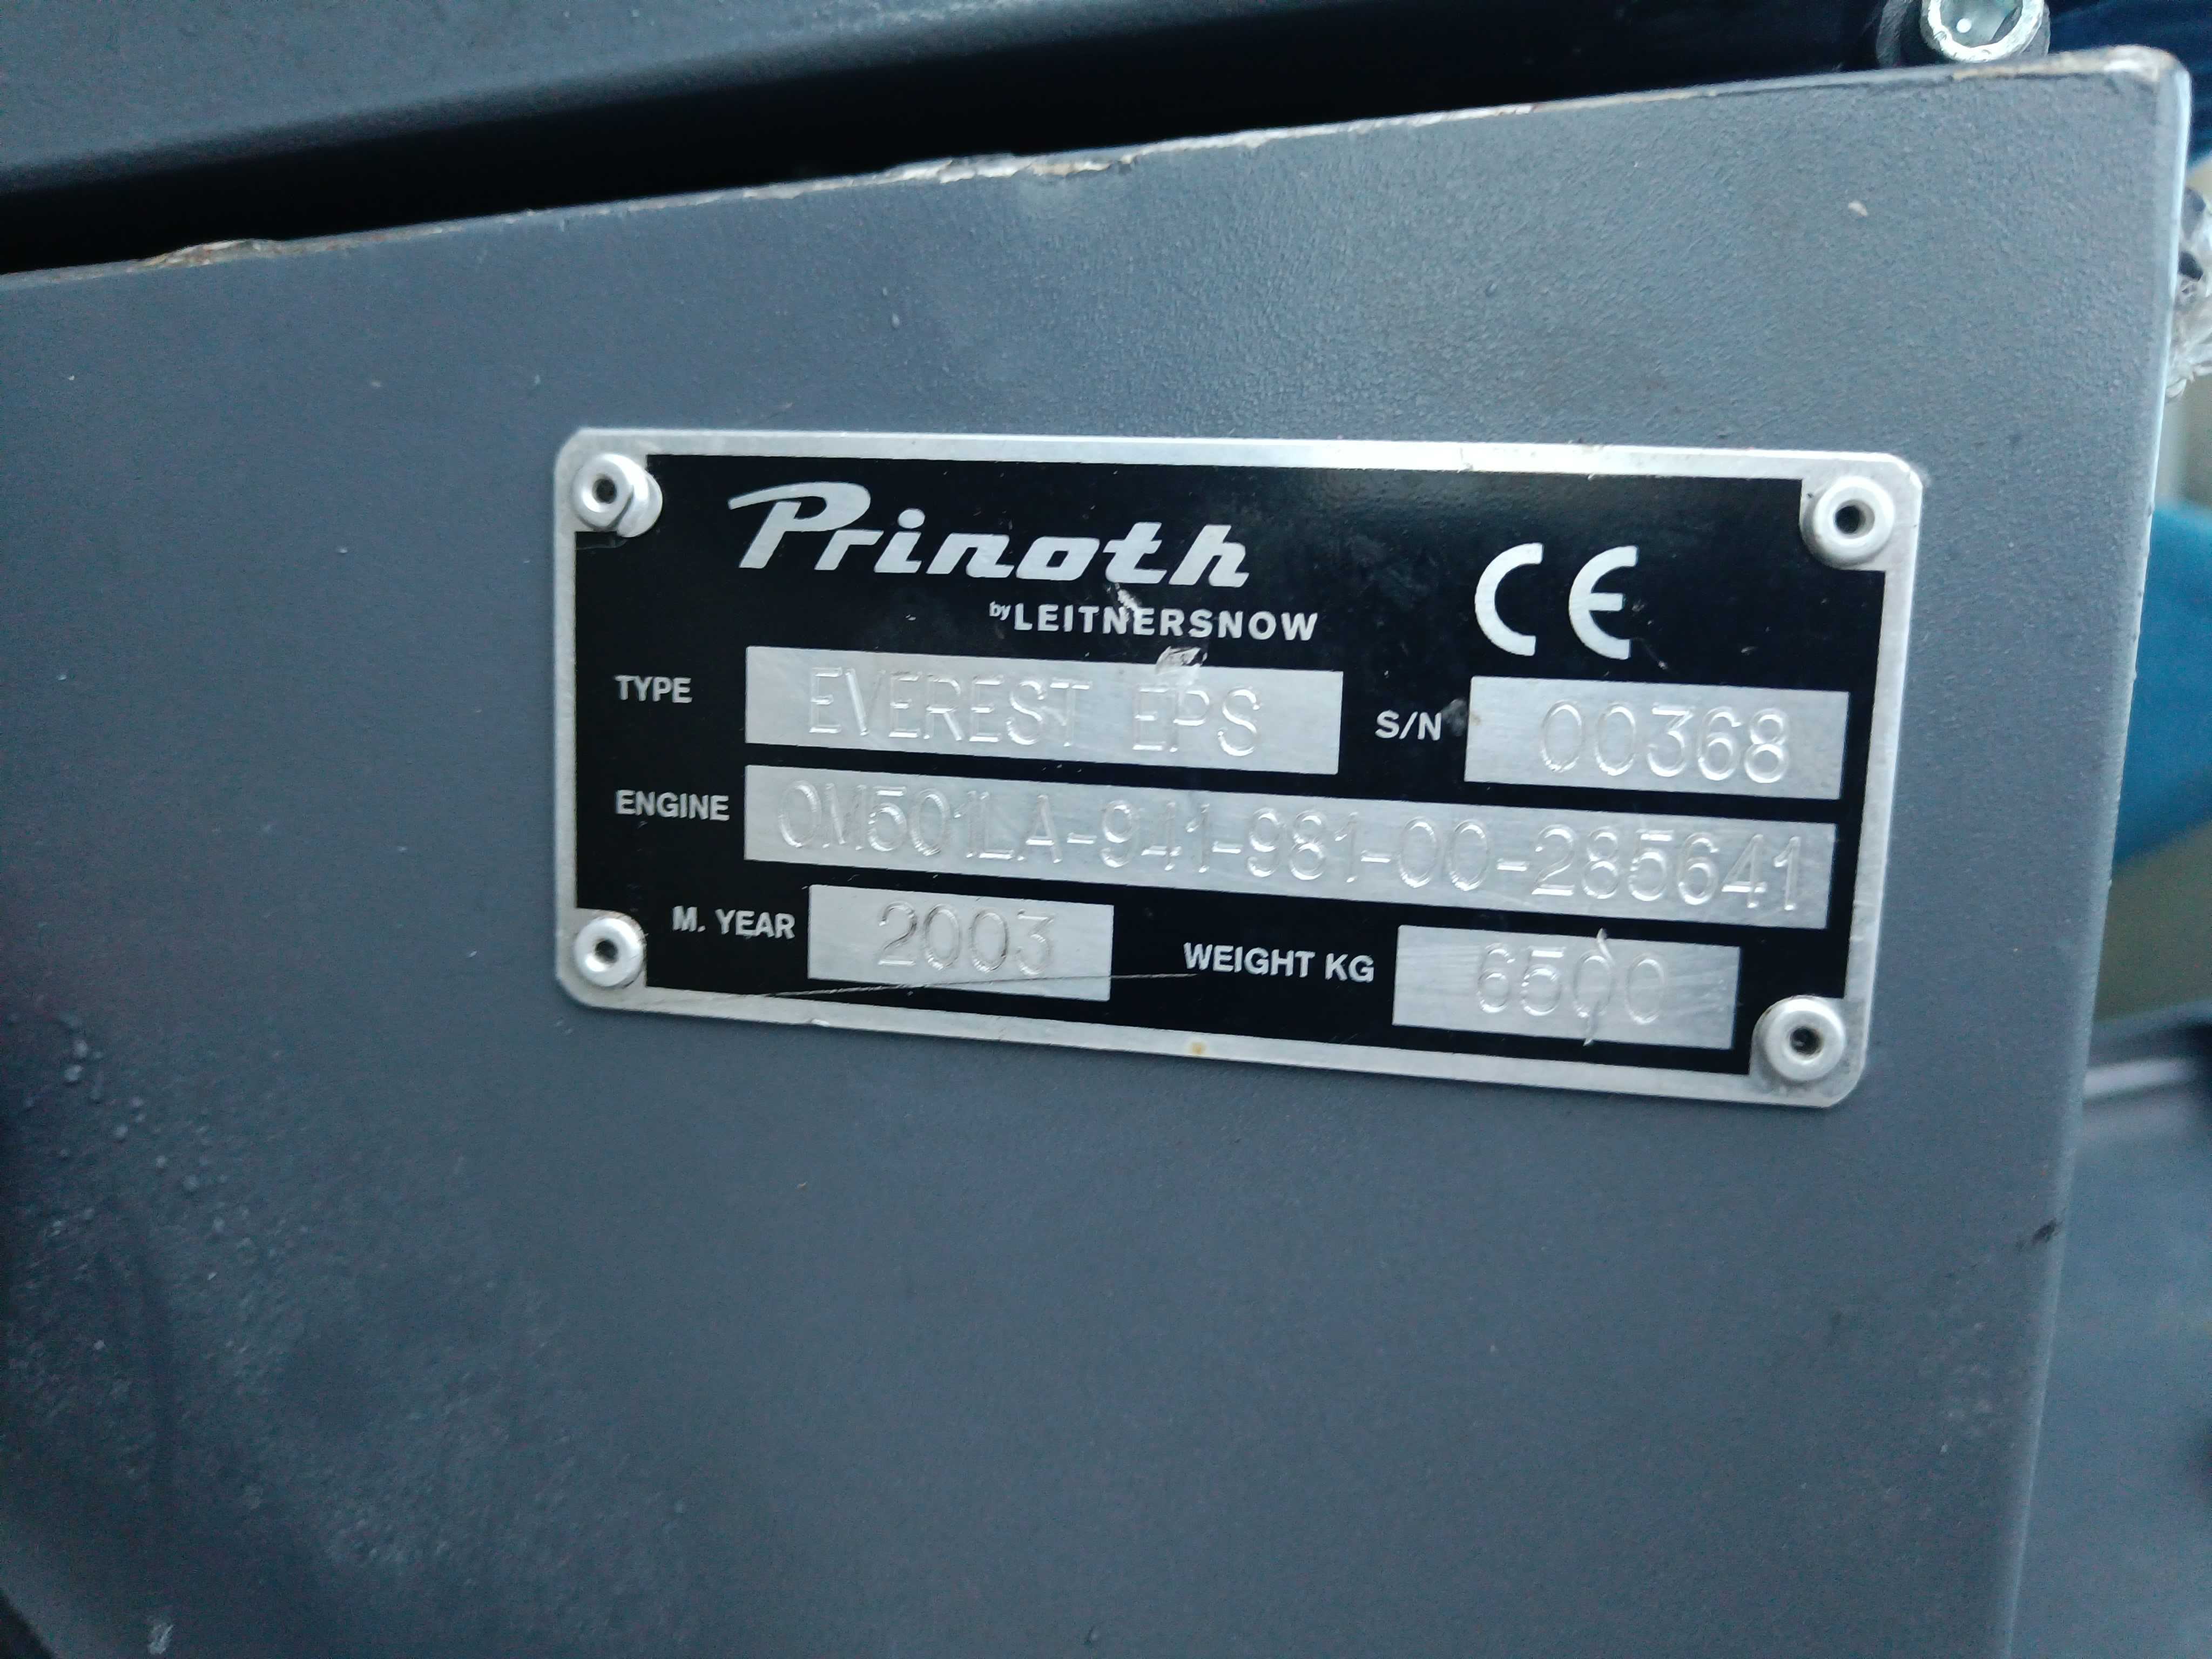 Prinoth
by LEITNERSNOW
CE
TYPE EVEREST EPS S/N 00368
ENGINE OM501LA-941-981-00-285641
M. YEAR 2003 WEIGHT KG 6500